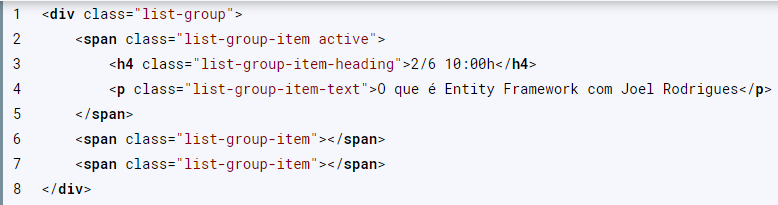 1 <div class="list-group">
2     <span class="list-group-item active">
3         <h4 class="list-group-item-heading">2/6 10:00h</h4>
4         <p class="list-group-item-text">O que é Entity Framework com Joel Rodrigues</p>
5     </span>
6     <span class="list-group-item"></span>
7     <span class="list-group-item"></span>
8 </div>